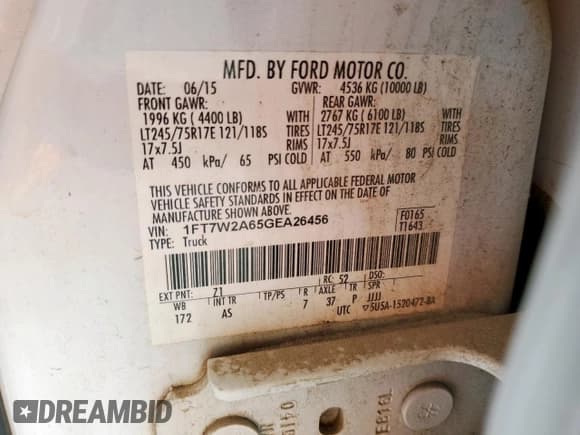 MFD. BY FORD MOTOR CO.
DATE: 06/15 GVWR: 4536 KG (10000 LB)
FRONT GAWR: REAR GAWR:
1996 KG ( 4400 LB) WITH 2767 KG ( 6100 LB) WITH
LT245/75R17E 121/118S TIRES LT245/75R17E 121/118S TIRES
17x7.5J RIMS 17x7.5J RIMS
AT 450 kPa/ 65 PSI COLD AT 550 kPa/ 80 PSI COLD
THIS VEHICLE CONFORMS TO ALL APPLICABLE FEDERAL MOTOR
VEHICLE SAFETY STANDARDS IN EFFECT ON THE DATE OF
MANUFACTURE SHOWN ABOVE.
VIN: 1FT7W2A65GEA26456 F0165
TYPE: Truck T1643
EXT PNT: Z1 RC: 52 DSO:
WB INT TR TP/PS R AXLE TR SPR
172 AS 7 37 P JJJJ
UTC ▽5U5A-1520472-BA
DREAMBID